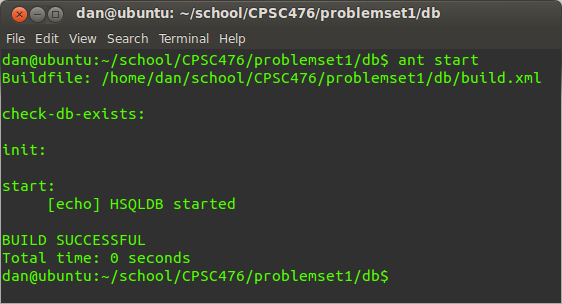 dan@ubuntu: ~/school/CPSC476/problemset1/db
File Edit View Search Terminal Help
dan@ubuntu:~/school/CPSC476/problemset1/db$ ant start
Buildfile: /home/dan/school/CPSC476/problemset1/db/build.xml
check-db-exists:
init:
start:
[echo] HSQLDB started
BUILD SUCCESSFUL
Total time: 0 seconds
dan@ubuntu:~/school/CPSC476/problemset1/db$